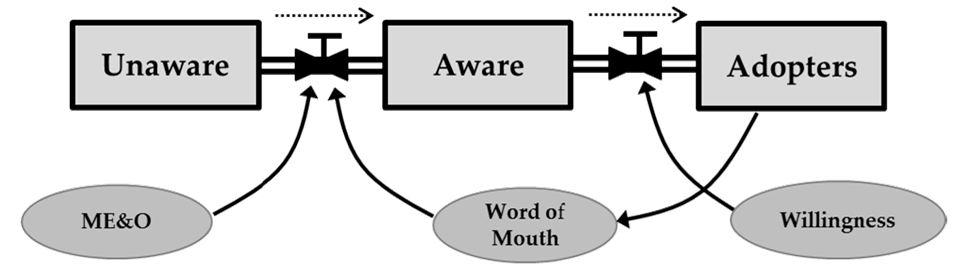 Unaware
Aware
Adopters
ME&O
Word of
Mouth
Willingness